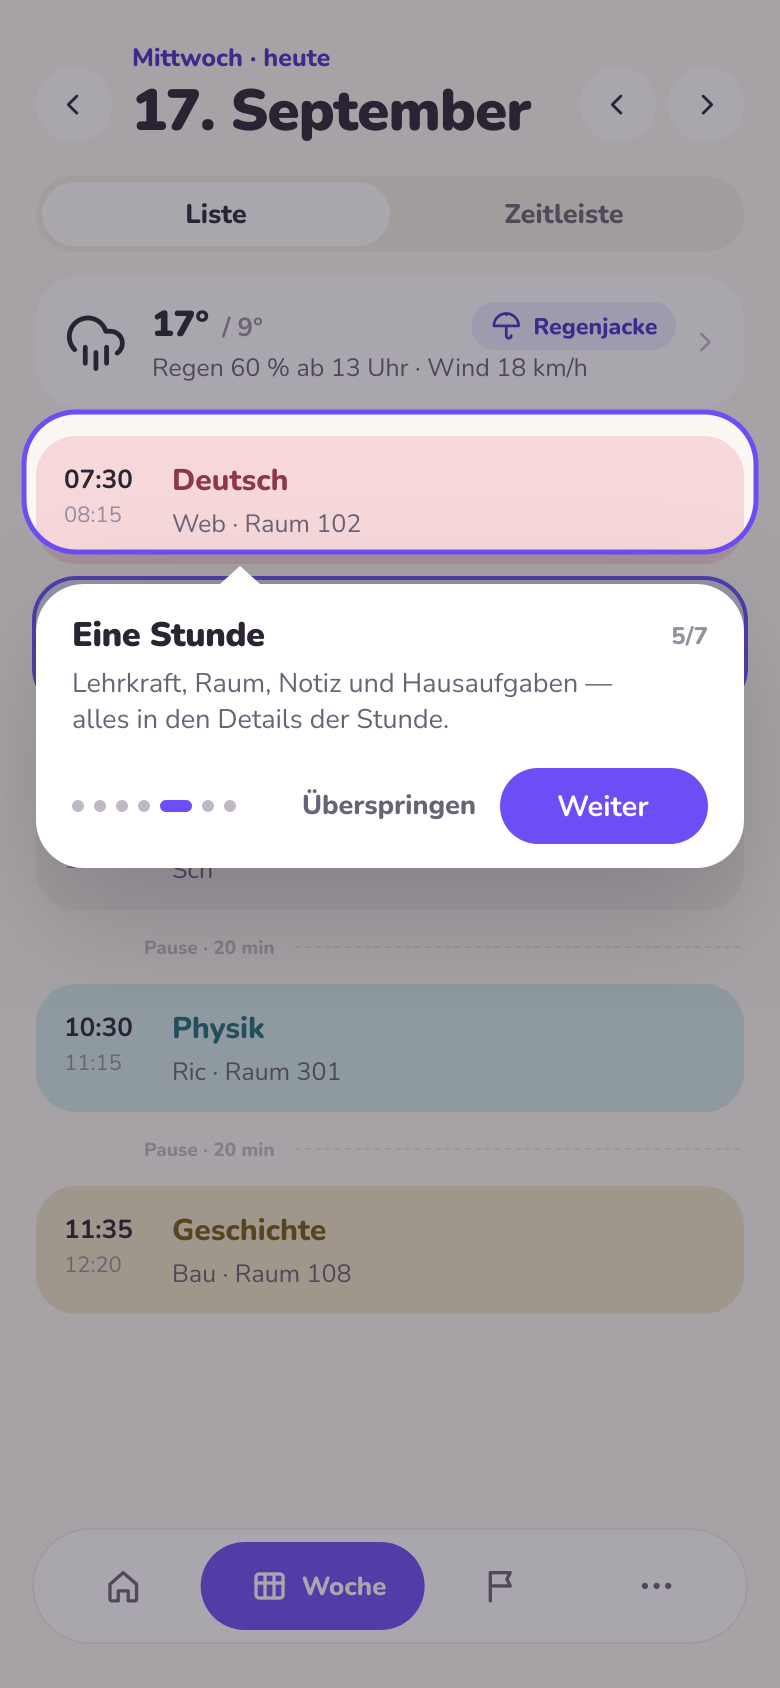 Mittwoch · heute
17. September
Liste
Zeitleiste
17° / 9°
Regenjacke
Regen 60 % ab 13 Uhr · Wind 18 km/h
07:30
Deutsch
08:15
Web · Raum 102
Eine Stunde
5/7
Lehrkraft, Raum, Notiz und Hausaufgaben —
alles in den Details der Stunde.
Überspringen
Weiter
Sch
Pause · 20 min
10:30
Physik
11:15
Ric · Raum 301
Pause · 20 min
11:35
Geschichte
12:20
Bau · Raum 108
Woche